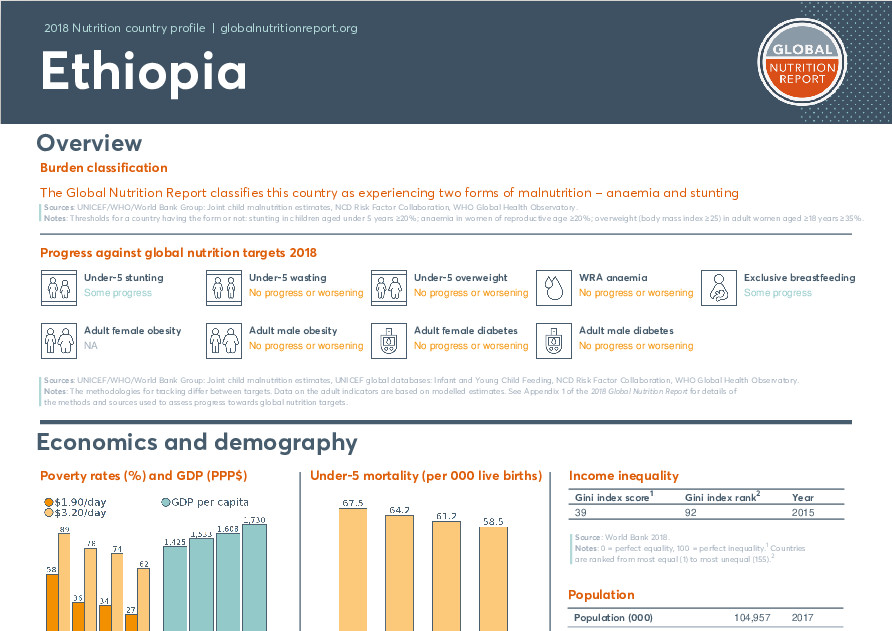 2018 Nutrition country profile | globalnutritionreport.org
Ethiopia
GLOBAL
NUTRITION
REPORT
Overview
Burden classification
The Global Nutrition Report classifies this country as experiencing two forms of malnutrition – anaemia and stunting
Sources: UNICEF/WHO/World Bank Group: Joint child malnutrition estimates, NCD Risk Factor Collaboration, WHO Global Health Observatory.
Notes: Thresholds for a country having the form or not: stunting in children aged under 5 years ≥20%; anaemia in women of reproductive age ≥20%; overweight (body mass index ≥25) in adult women aged ≥18 years ≥35%.
Progress against global nutrition targets 2018
Under-5 stunting
Some progress
Under-5 wasting
No progress or worsening
Under-5 overweight
No progress or worsening
WRA anaemia
No progress or worsening
Exclusive breastfeeding
Some progress
Adult female obesity
NA
Adult male obesity
No progress or worsening
Adult female diabetes
No progress or worsening
Adult male diabetes
No progress or worsening
Sources: UNICEF/WHO/World Bank Group: Joint child malnutrition estimates, UNICEF global databases: Infant and Young Child Feeding, NCD Risk Factor Collaboration, WHO Global Health Observatory.
Notes: The methodologies for tracking differ between targets. Data on the adult indicators are based on modelled estimates. See Appendix 1 of the 2018 Global Nutrition Report for details of
the methods and sources used to assess progress towards global nutrition targets.
Economics and demography
Poverty rates (%) and GDP (PPP$)
$1.90/day
$3.20/day
GDP per capita
58 89 35 78 34 74 27 62
1,425 1,533 1,608 1,730
Under-5 mortality (per 000 live births)
67.5 64.2 61.2 58.5
Income inequality
Gini index score1 Gini index rank2 Year
39 92 2015
Source: World Bank 2018.
Notes: 0 = perfect equality, 100 = perfect inequality.1 Countries
are ranked from most equal (1) to most unequal (155).2
Population
Population (000) 104,957 2017